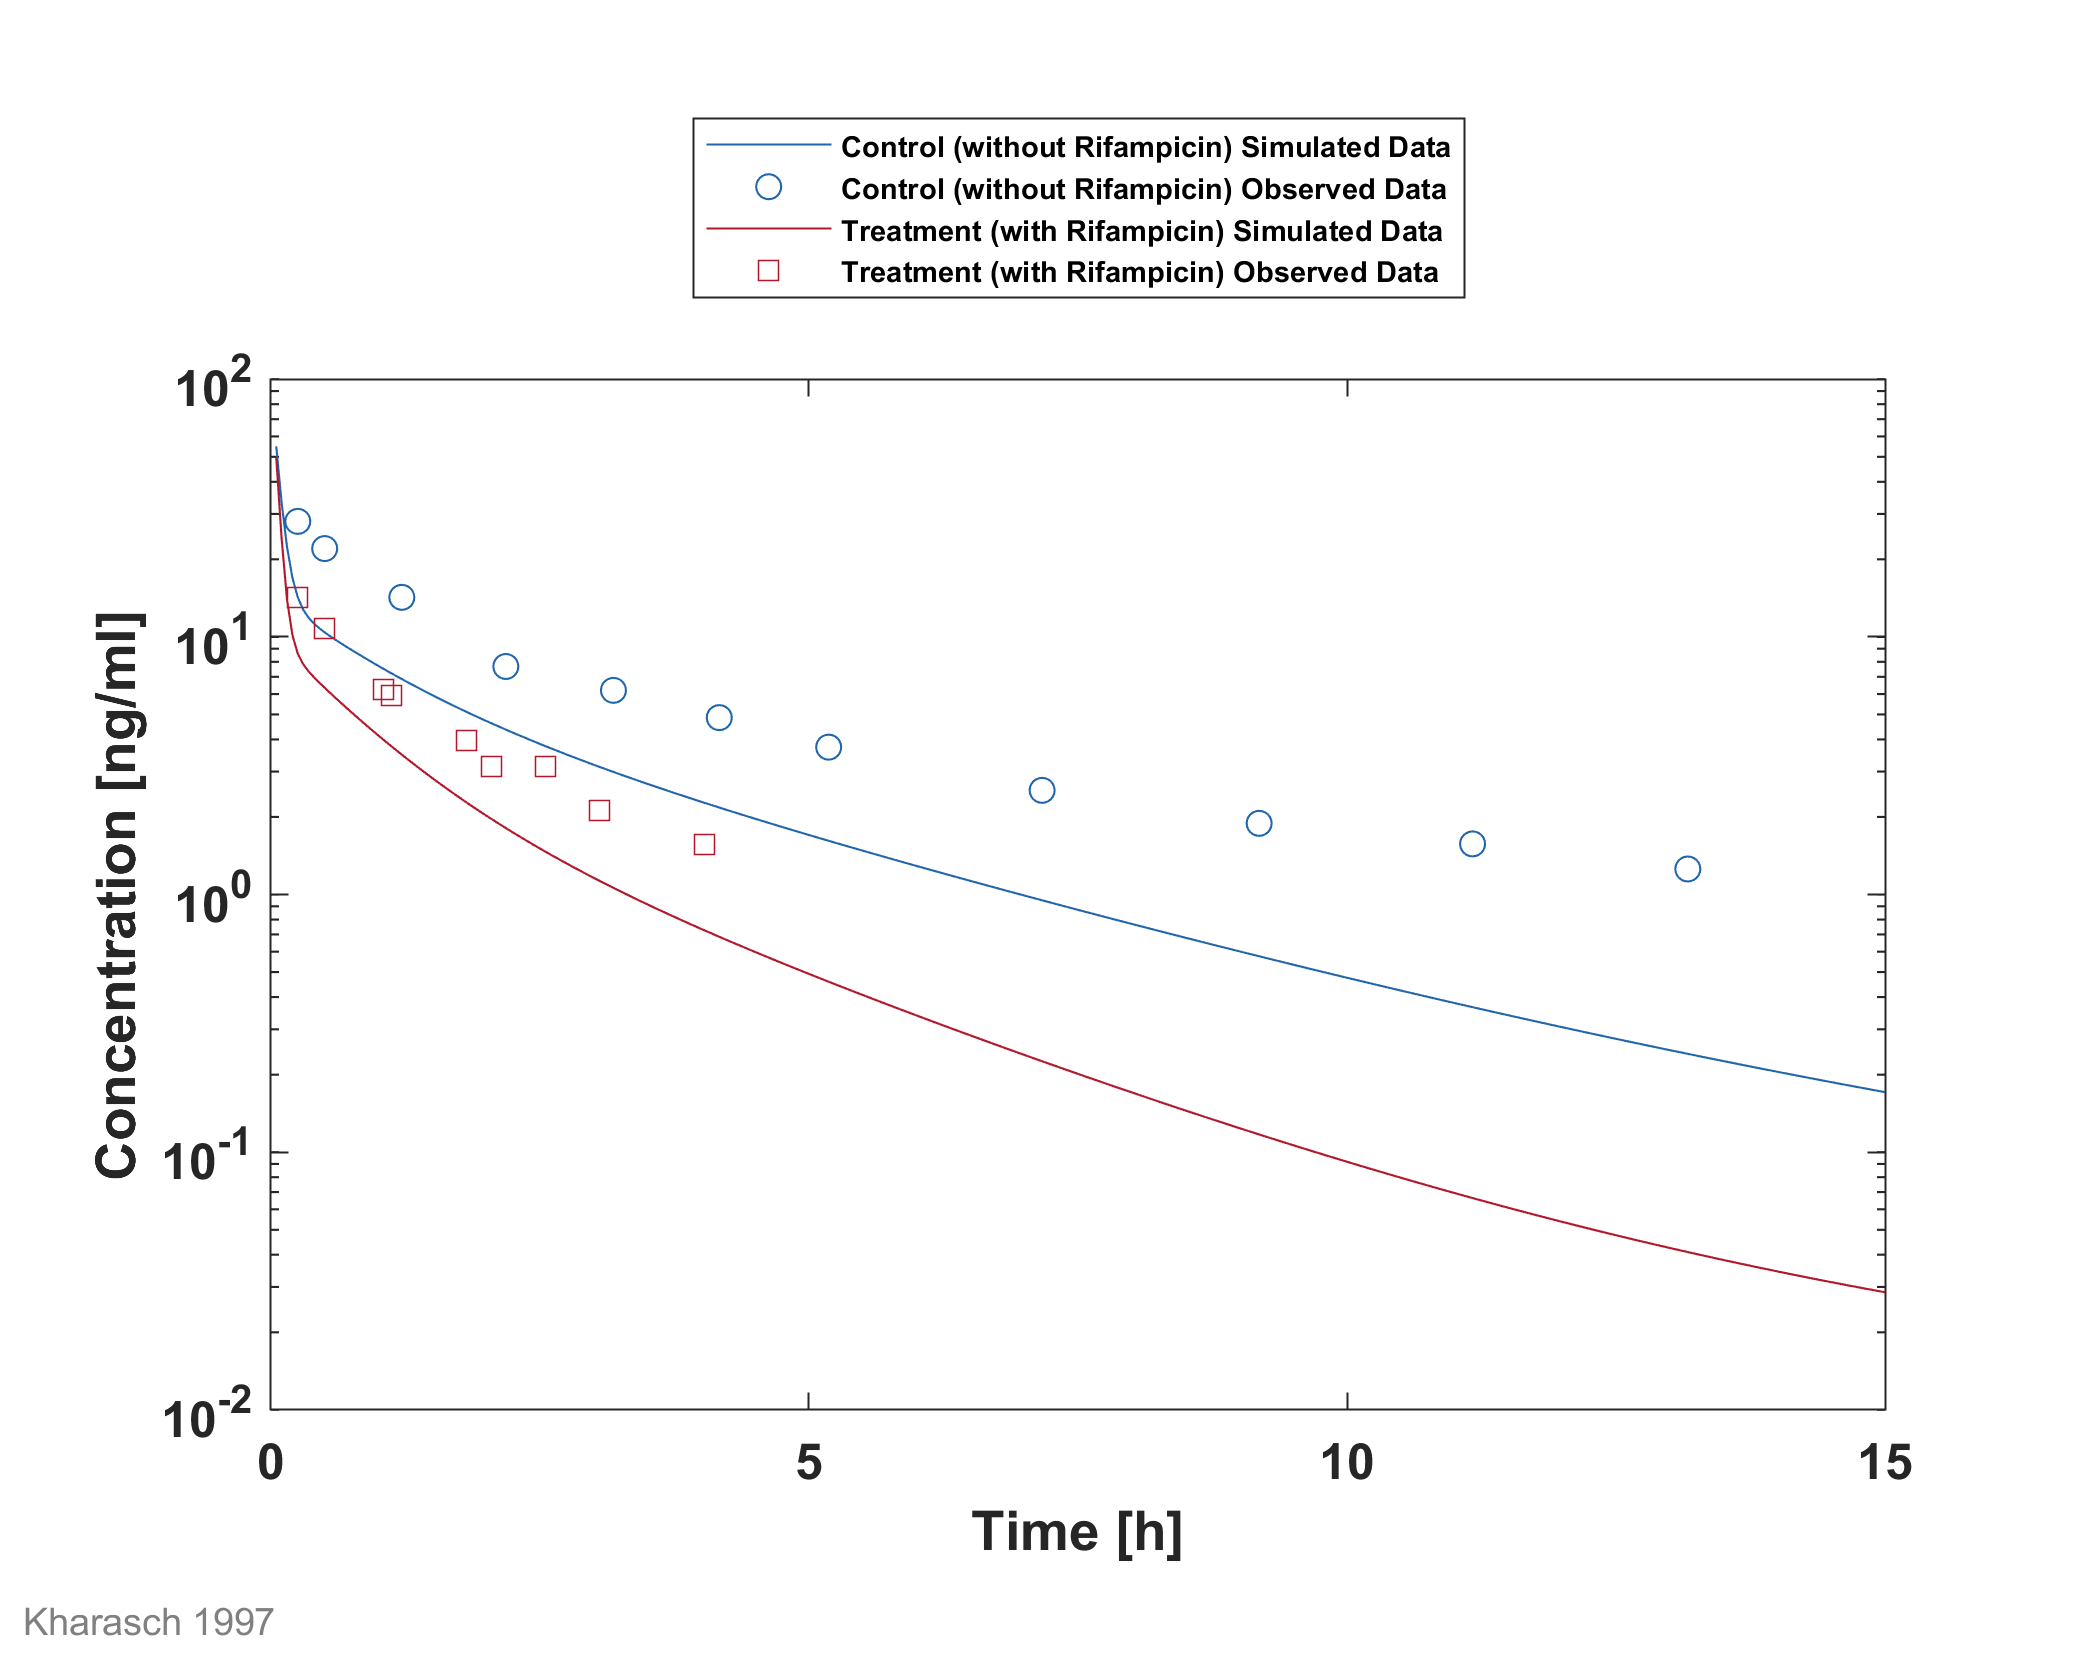 Control (without Rifampicin) Simulated Data
Control (without Rifampicin) Observed Data
Treatment (with Rifampicin) Simulated Data
Treatment (with Rifampicin) Observed Data
10^2
10^1
10^0
10^-1
10^-2
Concentration [ng/ml]
0 5 10 15
Time [h]
Kharasch 1997